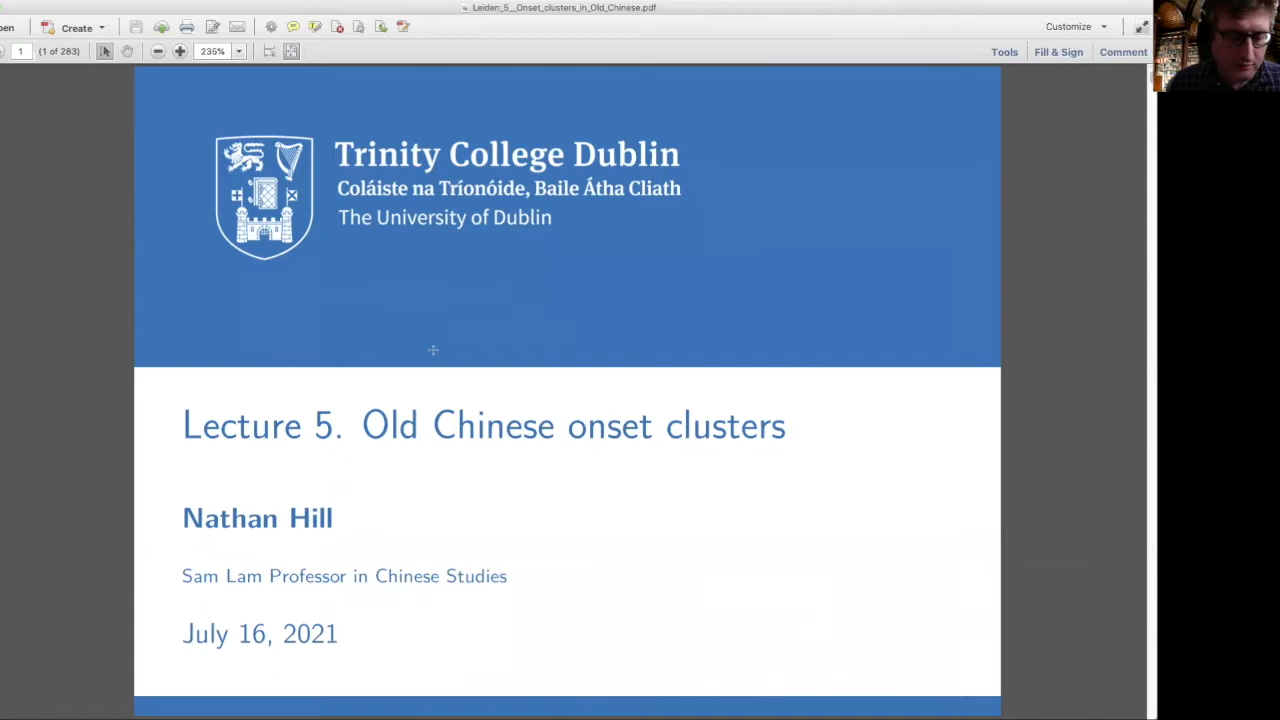 Leiden_5__Onset_clusters_in_Old_Chinese.pdf
pen
Create
Customize
1
(1 of 283)
235%
Tools
Fill & Sign
Comment
Trinity College Dublin
Coláiste na Tríonóide, Baile Átha Cliath
The University of Dublin
Lecture 5. Old Chinese onset clusters
Nathan Hill
Sam Lam Professor in Chinese Studies
July 16, 2021